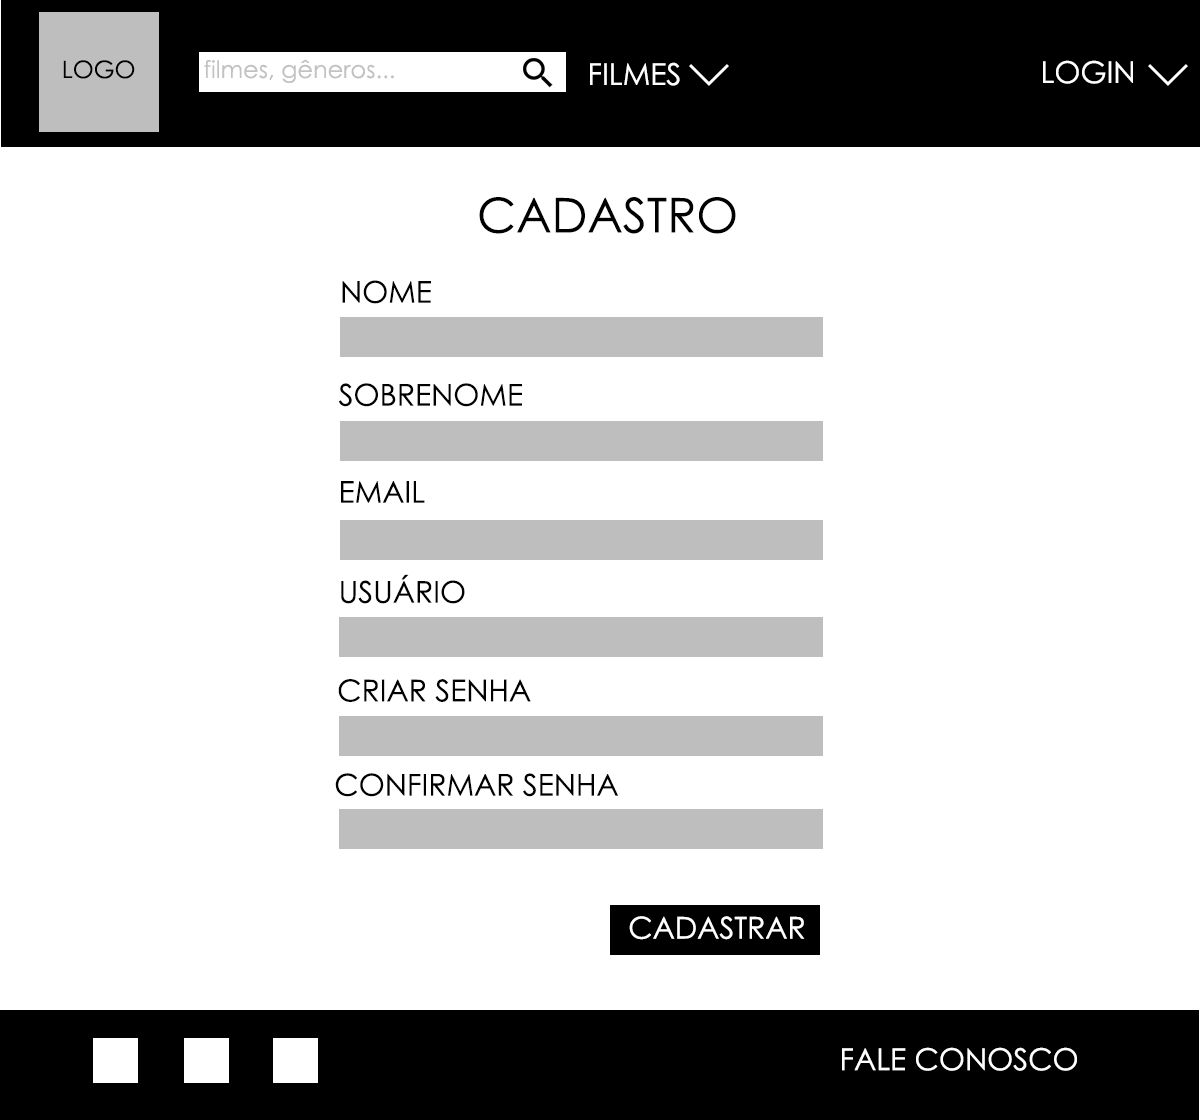 LOGO
filmes, gêneros...
FILMES
LOGIN
CADASTRO
NOME
SOBRENOME
EMAIL
USUÁRIO
CRIAR SENHA
CONFIRMAR SENHA
CADASTRAR
FALE CONOSCO